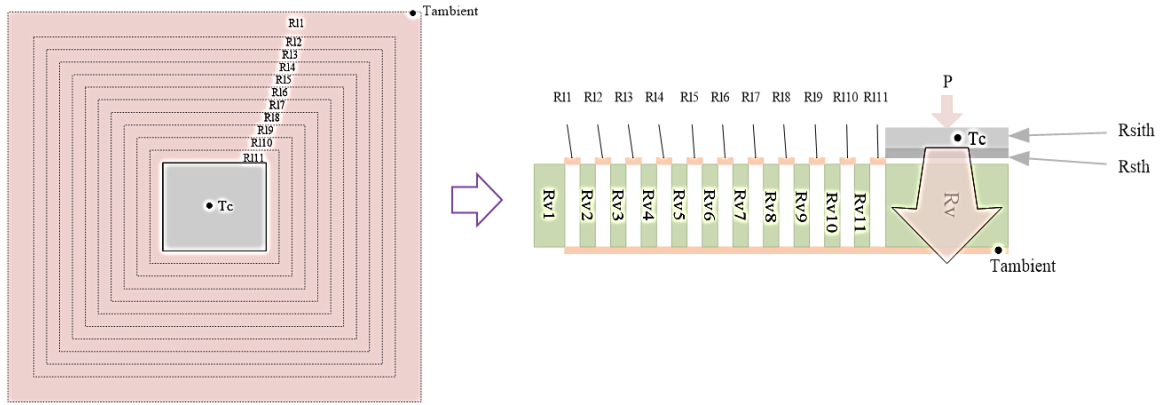 Tambient
Rl1
Rl2
Rl3
Rl4
Rl5
Rl6
Rl7
Rl8
Rl9
Rl10
Rl11
Tc
P
Rl1 Rl2 Rl3 Rl4 Rl5 Rl6 Rl7 Rl8 Rl9 Rl10 Rl11
Rsith
Tc
Rsth
Rv1 Rv2 Rv3 Rv4 Rv5 Rv6 Rv7 Rv8 Rv9 Rv10 Rv11 Rv
Tambient